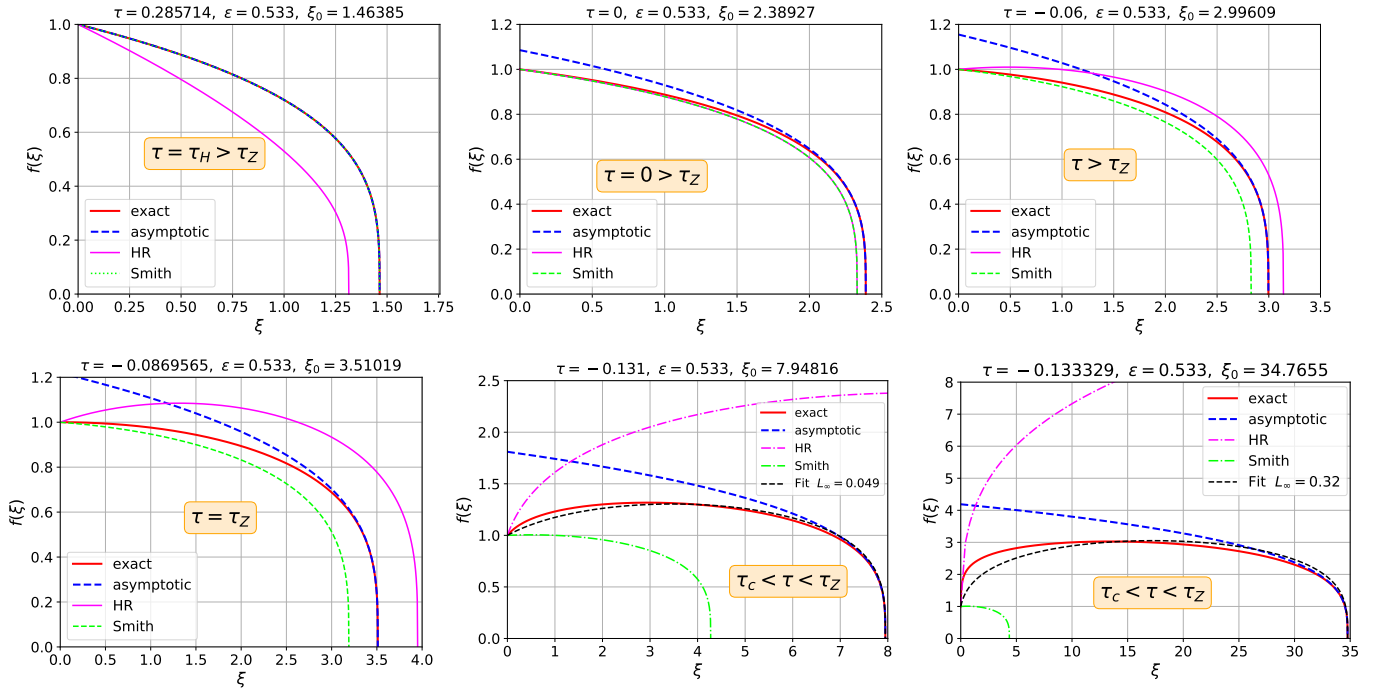 τ = 0.285714, ε = 0.533, ξ₀ = 1.46385
1.0
0.8
0.6
0.4
0.2
0.0
f(ξ)
τ = τ_H > τ_Z
exact
asymptotic
HR
Smith
0.00 0.25 0.50 0.75 1.00 1.25 1.50 1.75
ξ
τ = 0, ε = 0.533, ξ₀ = 2.38927
1.2
1.0
0.8
0.6
0.4
0.2
0.0
f(ξ)
τ = 0 > τ_Z
exact
asymptotic
HR
Smith
0.0 0.5 1.0 1.5 2.0 2.5
ξ
τ = −0.06, ε = 0.533, ξ₀ = 2.99609
1.2
1.0
0.8
0.6
0.4
0.2
0.0
f(ξ)
τ > τ_Z
exact
asymptotic
HR
Smith
0.0 0.5 1.0 1.5 2.0 2.5 3.0 3.5
ξ
τ = −0.0869565, ε = 0.533, ξ₀ = 3.51019
1.2
1.0
0.8
0.6
0.4
0.2
0.0
f(ξ)
τ = τ_Z
exact
asymptotic
HR
Smith
0.0 0.5 1.0 1.5 2.0 2.5 3.0 3.5 4.0
ξ
τ = −0.131, ε = 0.533, ξ₀ = 7.94816
2.5
2.0
1.5
1.0
0.5
0.0
f(ξ)
exact
asymptotic
HR
Smith
Fit L∞ = 0.049
τ_c < τ < τ_Z
0 1 2 3 4 5 6 7 8
ξ
τ = −0.133329, ε = 0.533, ξ₀ = 34.7655
8
7
6
5
4
3
2
1
0
f(ξ)
exact
asymptotic
HR
Smith
Fit L∞ = 0.32
τ_c < τ < τ_Z
0 5 10 15 20 25 30 35
ξ